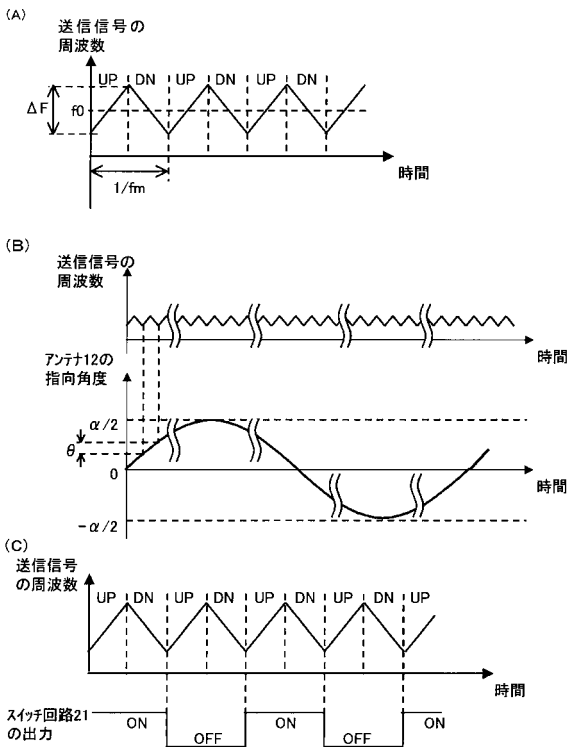 (A)
送信信号の
周波数
UP DN UP DN UP DN
ΔF
f0
時間
1/fm
(B)
送信信号の
周波数
時間
アンテナ12の
指向角度
α/2
θ
0
時間
-α/2
(C)
送信信号
の周波数
UP DN UP DN UP DN UP DN UP
時間
スイッチ回路21
の出力
ON OFF ON OFF ON